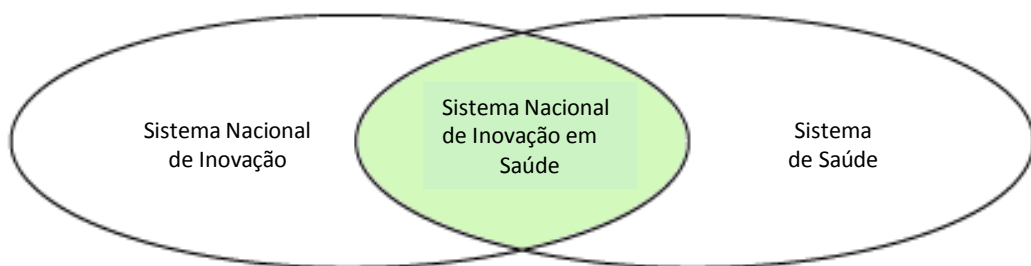 Sistema Nacional
de Inovação
Sistema Nacional
de Inovação em
Saúde
Sistema
de Saúde